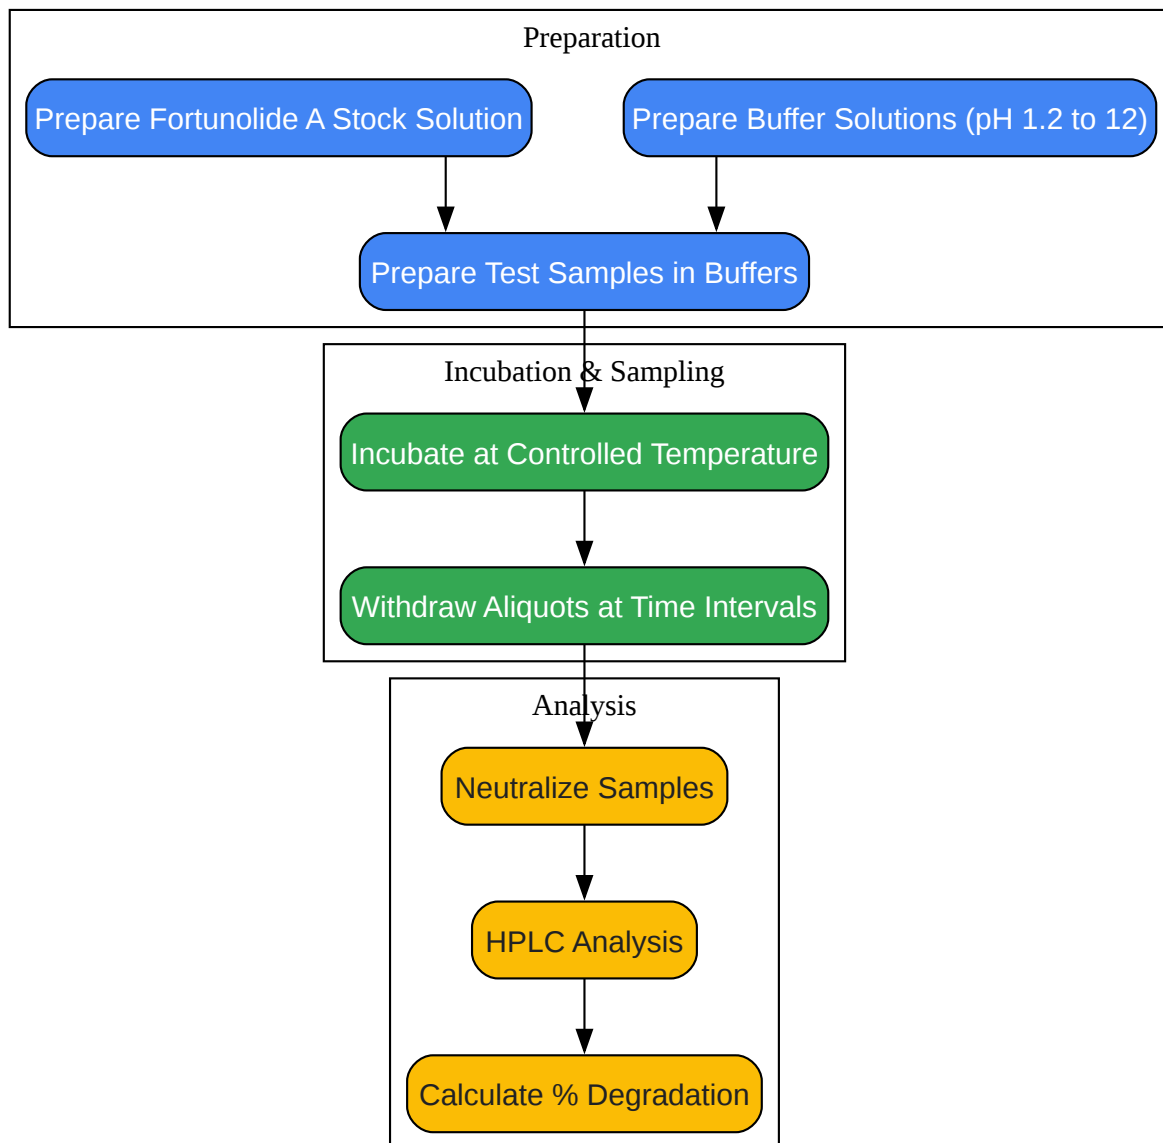 Preparation
Prepare Fortunolide A Stock Solution
Prepare Buffer Solutions (pH 1.2 to 12)
Prepare Test Samples in Buffers
Incubation & Sampling
Incubate at Controlled Temperature
Withdraw Aliquots at Time Intervals
Analysis
Neutralize Samples
HPLC Analysis
Calculate % Degradation